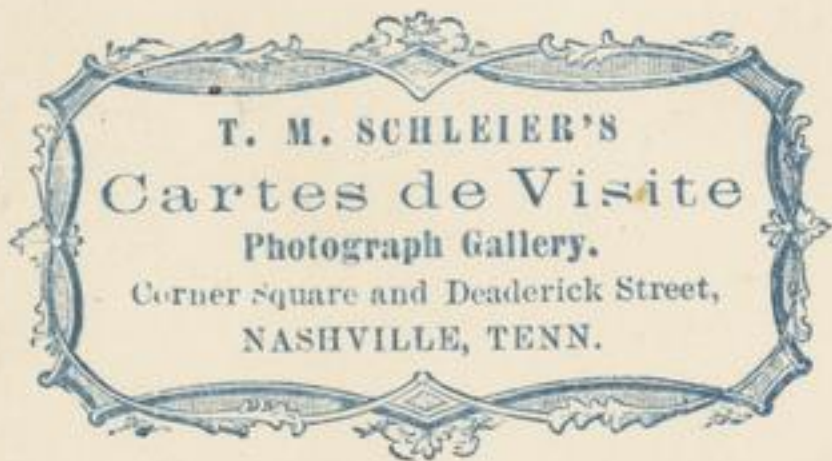 T. M. SCHLEIER'S
Cartes de Visite
Photograph Gallery.
Corner Square and Deaderick Street,
NASHVILLE, TENN.